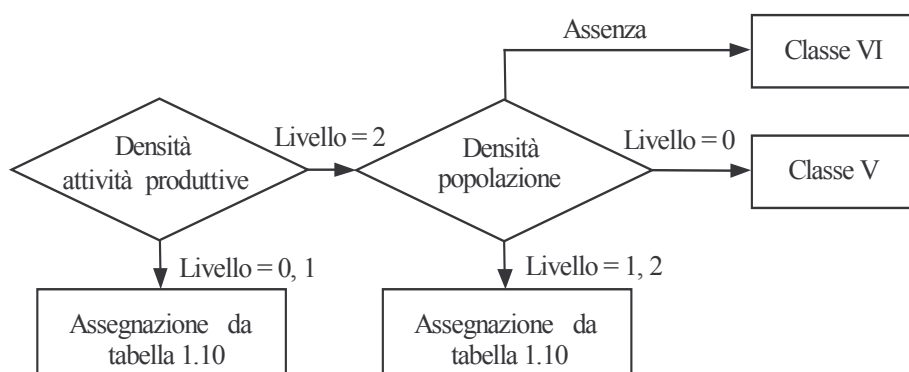 Assenza
Classe VI
Densità
attività produttive
Livello = 2
Densità
popolazione
Livello =0
Classe V
Livello = 0, 1
Livello = 1, 2
Assegnazione da
tabella 1.10
Assegnazione da
tabella 1.10